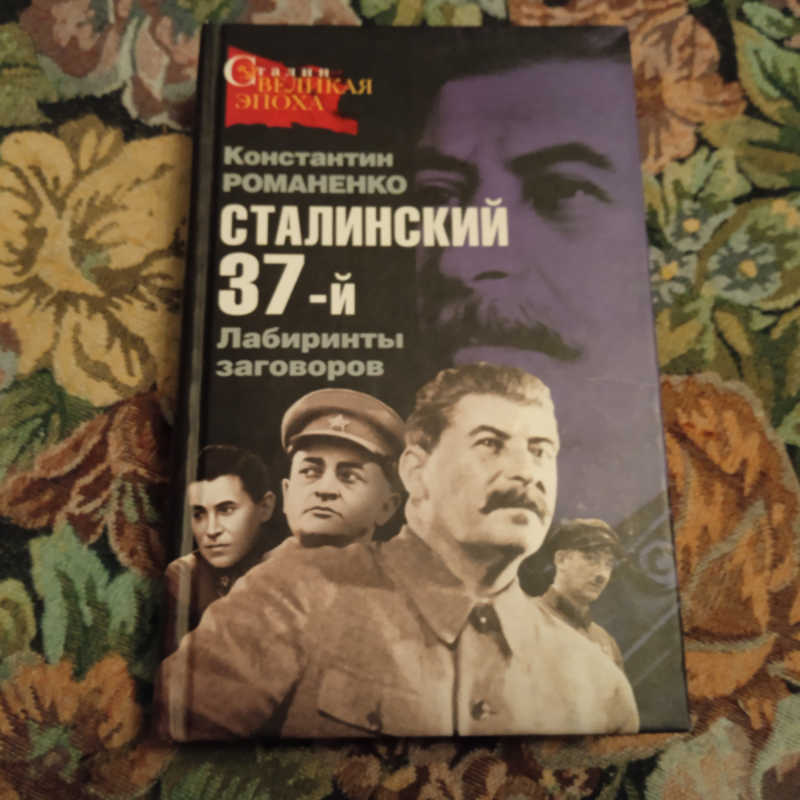 Сталин
ВЕЛИКАЯ
ЭПОХА
Константин
РОМАНЕНКО
СТАЛИНСКИЙ
37-й
Лабиринты
заговоров